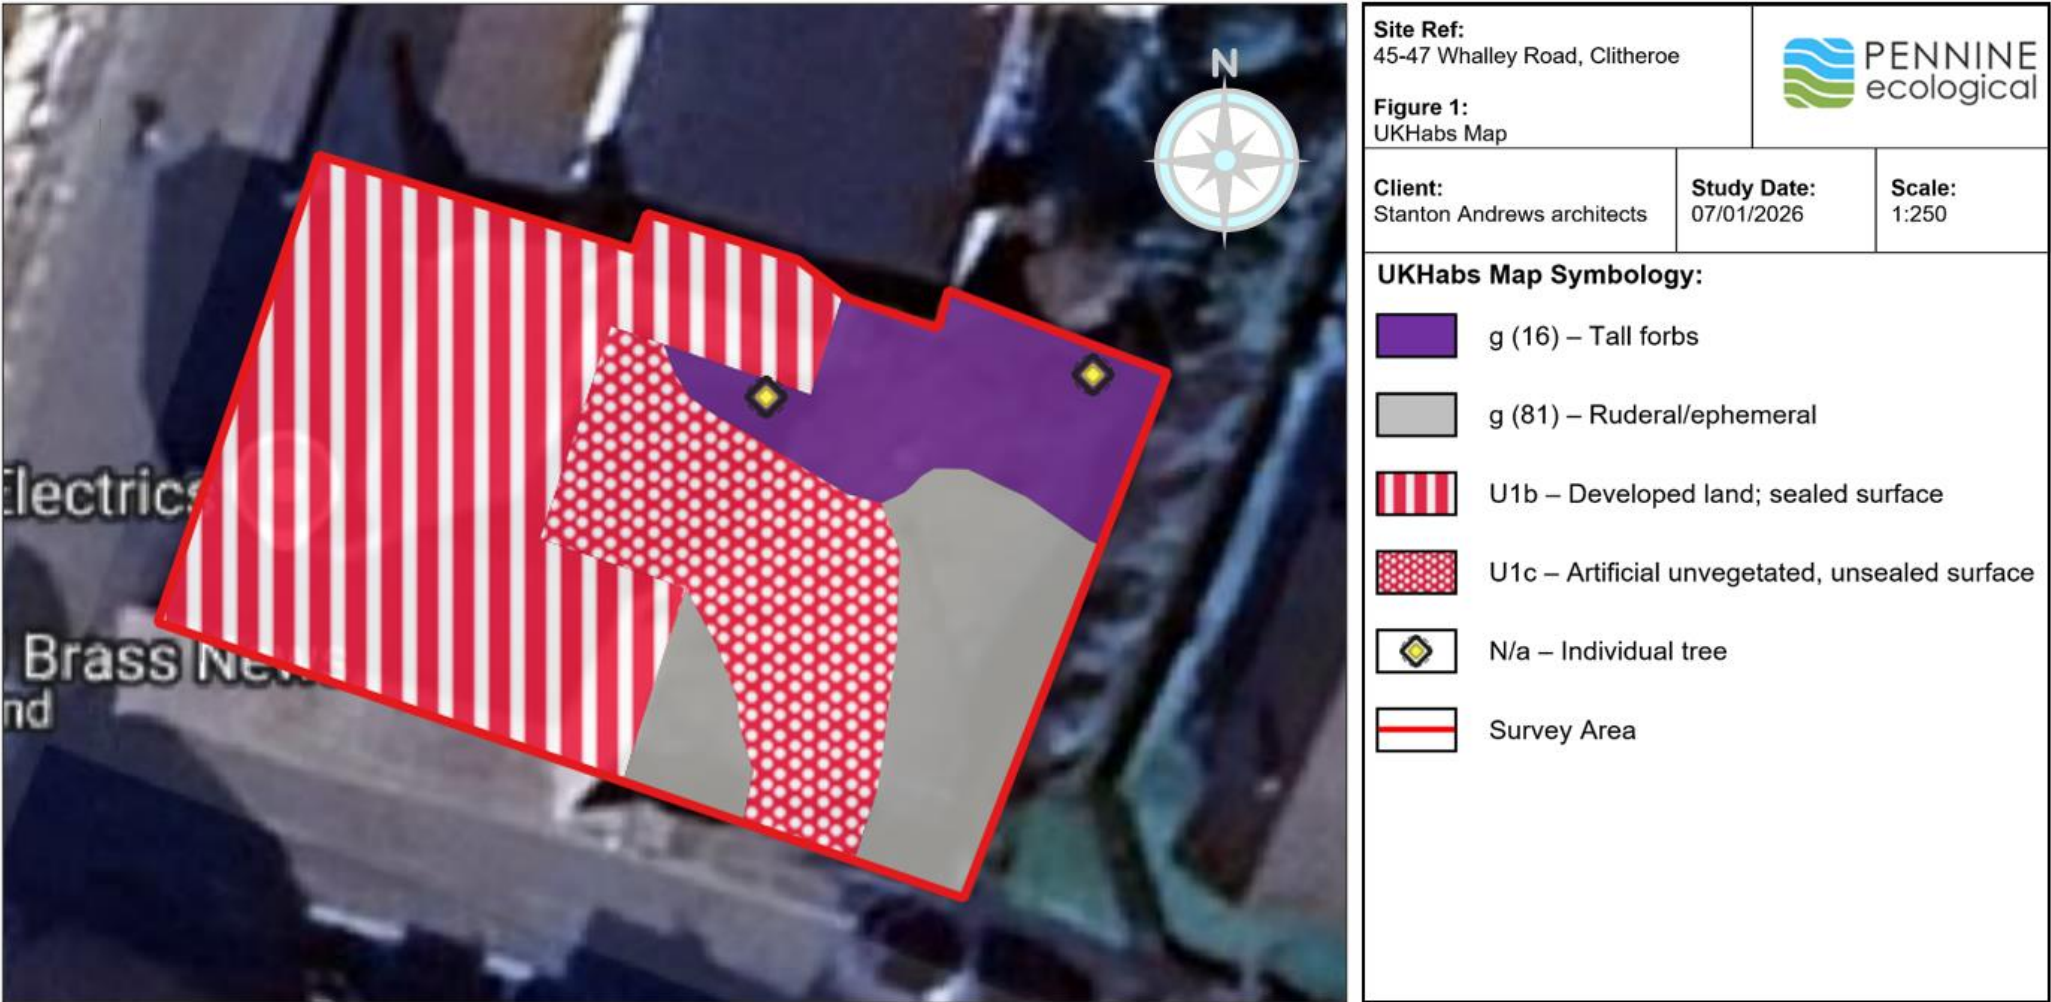 Electrics
Brass News
nd
N
Site Ref:
45-47 Whalley Road, Clitheroe
Figure 1:
UKHabs Map
PENNINE
ecological
Client:
Stanton Andrews architects
Study Date:
07/01/2026
Scale:
1:250
UKHabs Map Symbology:
g (16) – Tall forbs
g (81) – Ruderal/ephemeral
U1b – Developed land; sealed surface
U1c – Artificial unvegetated, unsealed surface
N/a – Individual tree
Survey Area